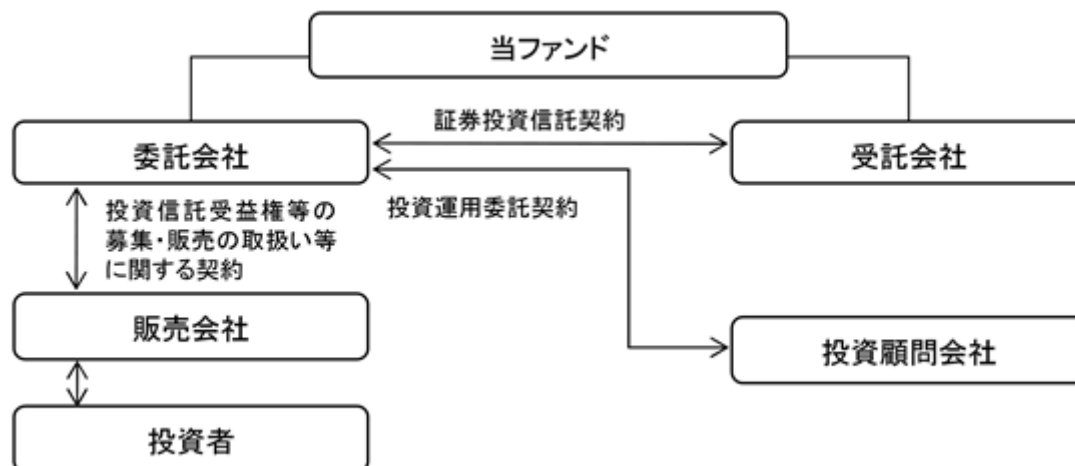 当ファンド
証券投資信託契約
委託会社
受託会社
投資運用委託契約
投資信託受益権等の
募集・販売の取扱い等
に関する契約
販売会社
投資顧問会社
投資者